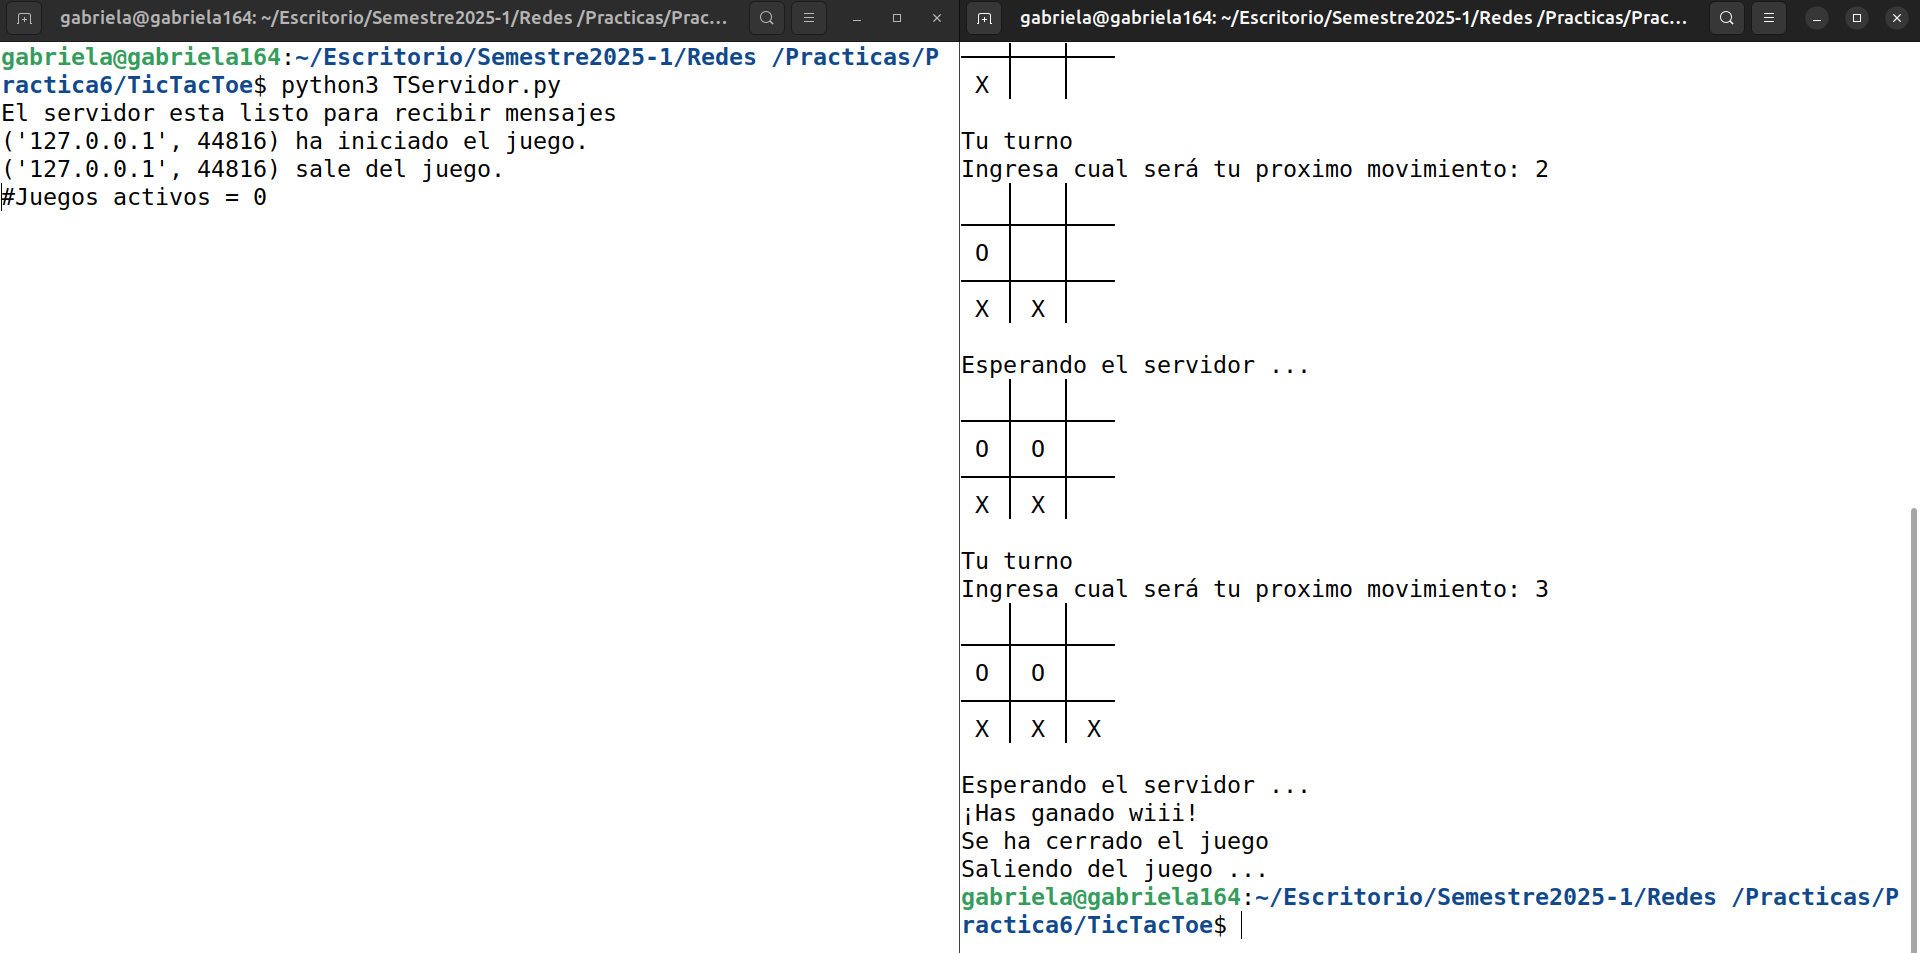 gabriela@gabriela164: ~/Escritorio/Semestre2025-1/Redes /Practicas/Prac...
gabriela@gabriela164:~/Escritorio/Semestre2025-1/Redes /Practicas/P
ractica6/TicTacToe$ python3 TServidor.py
El servidor esta listo para recibir mensajes
('127.0.0.1', 44816) ha iniciado el juego.
('127.0.0.1', 44816) sale del juego.
#Juegos activos = 0
gabriela@gabriela164: ~/Escritorio/Semestre2025-1/Redes /Practicas/Prac...
X
Tu turno
Ingresa cual será tu proximo movimiento: 2
O
X X
Esperando el servidor ...
O O
X X
Tu turno
Ingresa cual será tu proximo movimiento: 3
O O
X X X
Esperando el servidor ...
¡Has ganado wiii!
Se ha cerrado el juego
Saliendo del juego ...
gabriela@gabriela164:~/Escritorio/Semestre2025-1/Redes /Practicas/P
ractica6/TicTacToe$